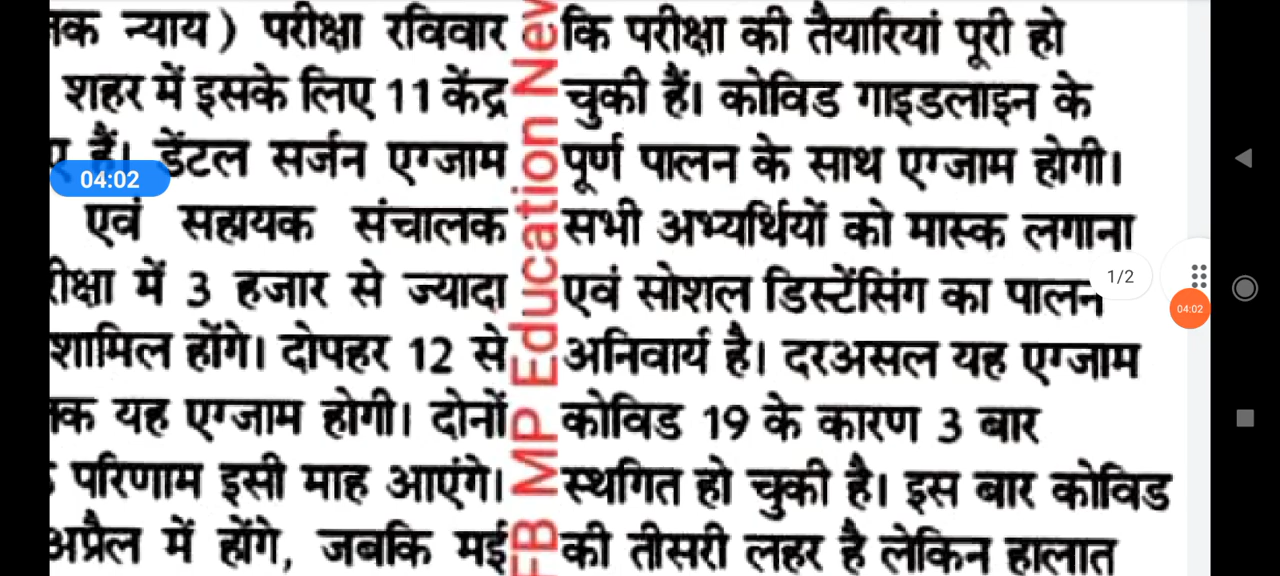 न्याय) परीक्षा रविवार
शहर में इसके लिए 11 केंद्र
हैं। डेंटल सर्जन एग्जाम
एवं सहायक संचालक
में 3 हजार से ज्यादा
शामिल होंगे। दोपहर 12 से
यह एग्जाम होगी। दोनों
परिणाम इसी माह आएंगे।
अप्रैल में होंगे, जबकि मई
FB MP Education New
कि परीक्षा की तैयारियां पूरी हो
चुकी हैं। कोविड गाइडलाइन के
पूर्ण पालन के साथ एग्जाम होगी।
सभी अभ्यर्थियों को मास्क लगाना
एवं सोशल डिस्टेंसिंग का पालन
अनिवार्य है। दरअसल यह एग्जाम
कोविड 19 के कारण 3 बार
स्थगित हो चुकी है। इस बार कोविड
की तीसरी लहर है लेकिन हालात
04:02
1/2
04:02